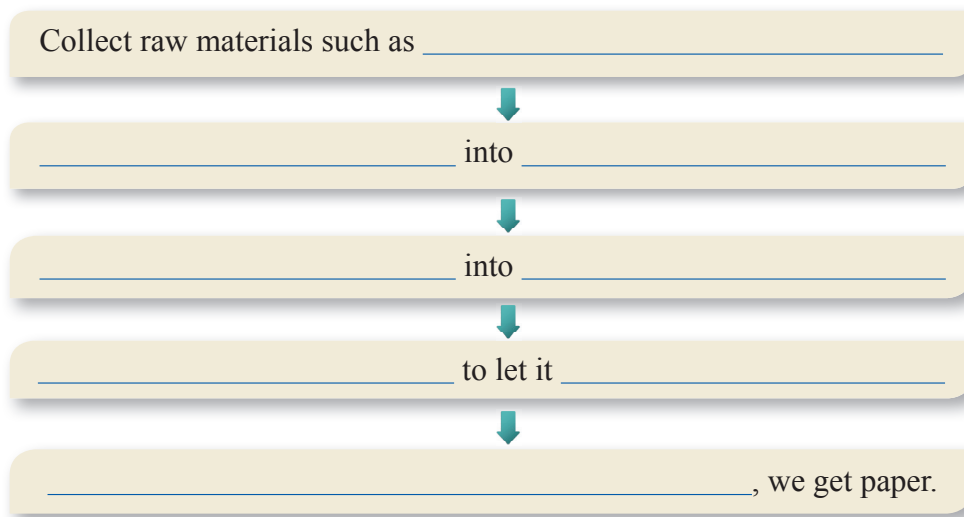 Collect raw materials such as
into
into
to let it
, we get paper.